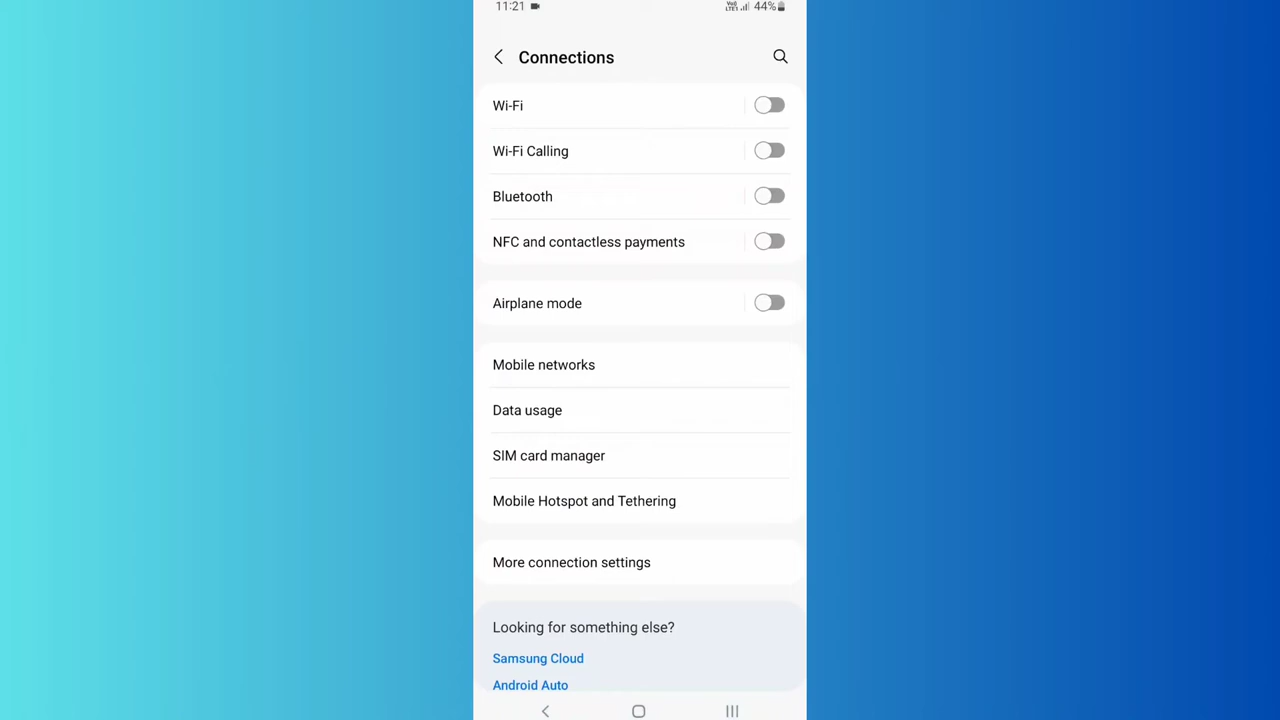 11:21
Vo)) LTE1 44%
Connections
Wi-Fi
Wi-Fi Calling
Bluetooth
NFC and contactless payments
Airplane mode
Mobile networks
Data usage
SIM card manager
Mobile Hotspot and Tethering
More connection settings
Looking for something else?
Samsung Cloud
Android Auto